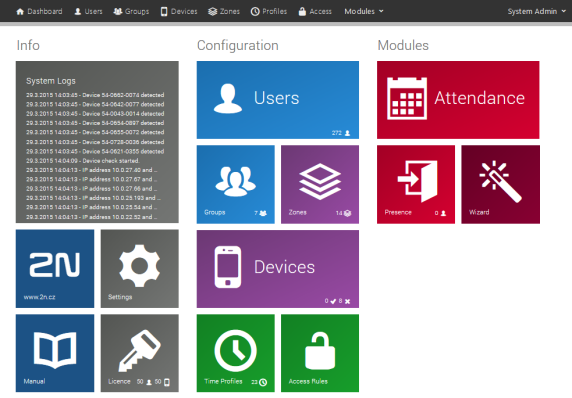 Dashboard Users Groups Devices Zones Profiles Access Modules System Admin
Info
System Logs
29.3.2015 14:03:45 - Device 54-0662-0074 detected
29.3.2015 14:03:45 - Device 54-0642-0077 detected
29.3.2015 14:03:45 - Device 54-0043-0014 detected
29.3.2015 14:03:45 - Device 54-0654-0897 detected
29.3.2015 14:03:45 - Device 54-0655-0072 detected
29.3.2015 14:03:45 - Device 54-0728-0036 detected
29.3.2015 14:03:45 - Device 54-0621-0355 detected
29.3.2015 14:04:09 - Device check started.
29.3.2015 14:04:13 - IP address 10.0.27.40 and ...
29.3.2015 14:04:13 - IP address 10.0.27.67 and ...
29.3.2015 14:04:13 - IP address 10.0.27.66 and ...
29.3.2015 14:04:13 - IP address 10.0.25.193 and ...
29.3.2015 14:04:13 - IP address 10.0.25.54 and ...
29.3.2015 14:04:13 - IP address 10.0.22.52 and ...
2N
www.2n.cz
Settings
Manual
Licence 50 50
Configuration
Users
272
Groups 7
Zones 14
Devices
0 8
Time Profiles 23
Access Rules
Modules
Attendance
Presence 0
Wizard